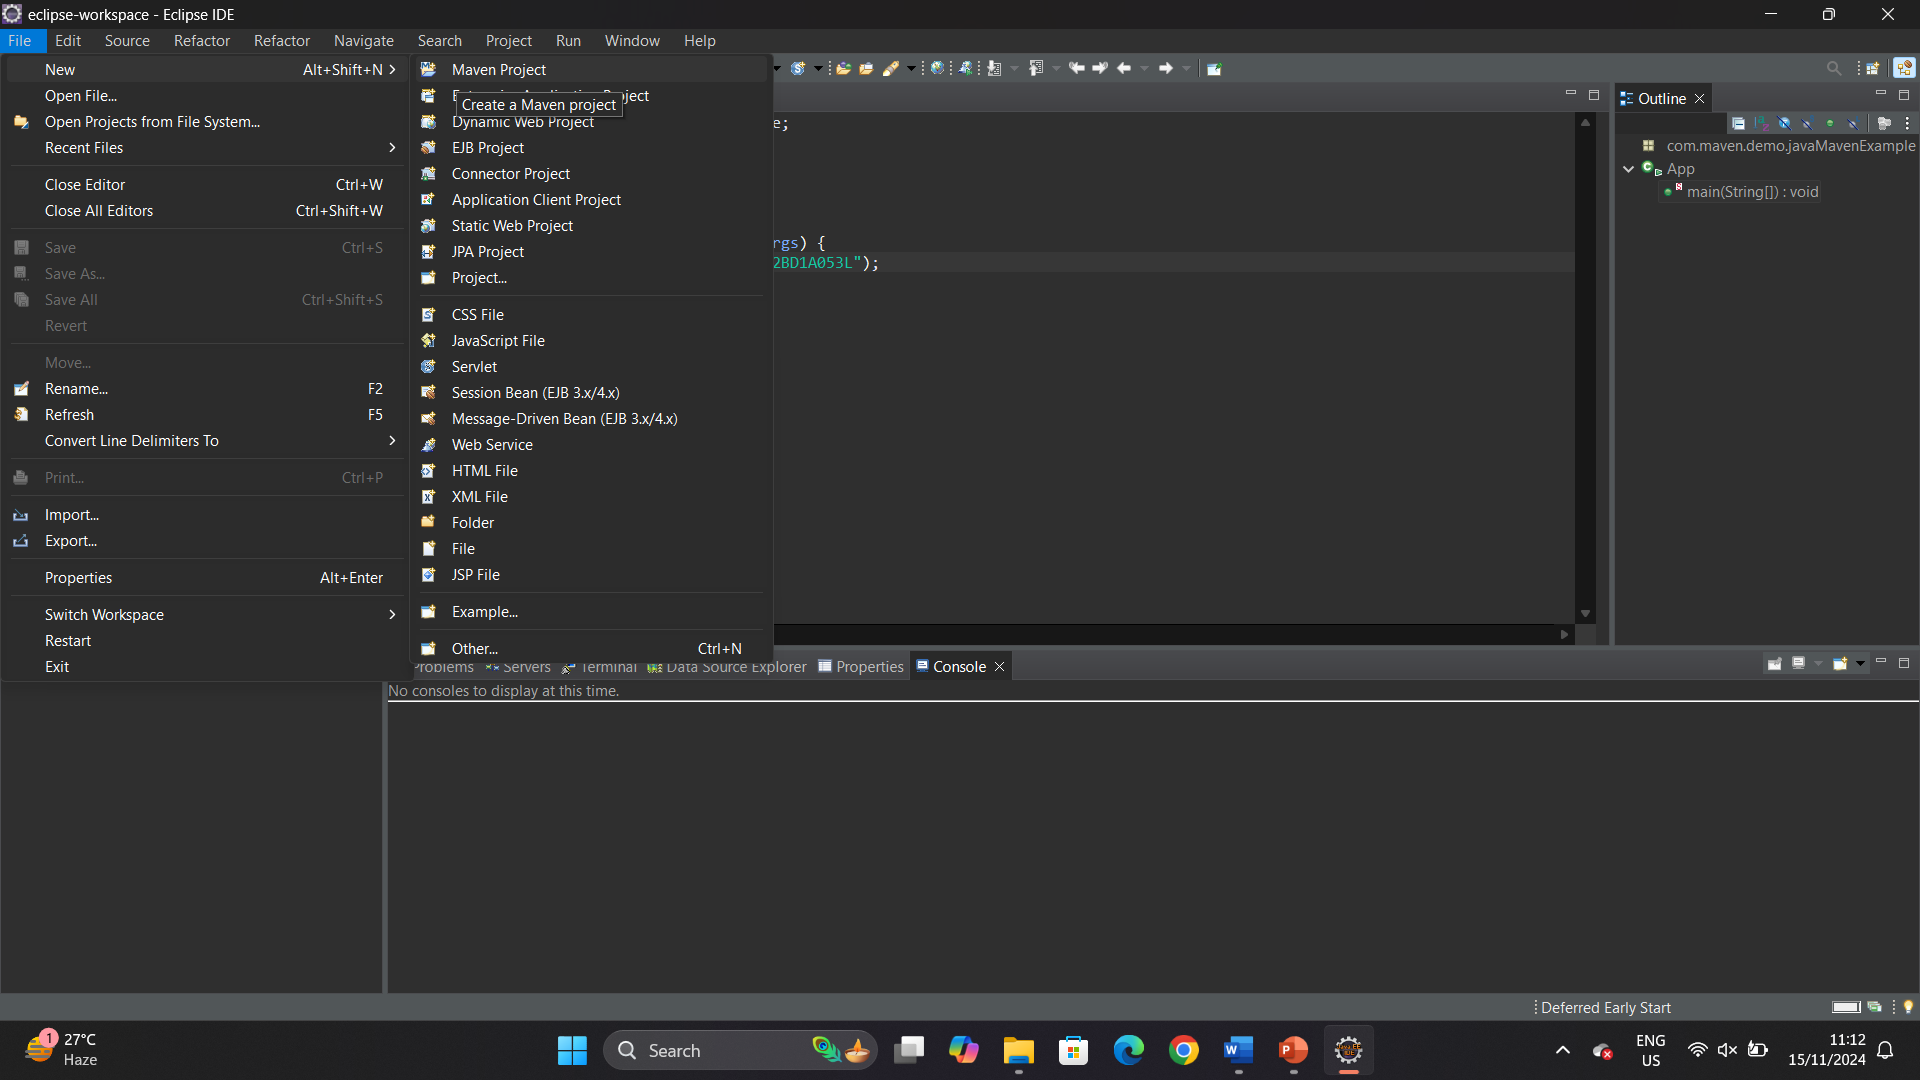 eclipse-workspace - Eclipse IDE
File Edit Source Refactor Refactor Navigate Search Project Run Window Help
New Alt+Shift+N
Open File...
Open Projects from File System...
Recent Files
Close Editor Ctrl+W
Close All Editors Ctrl+Shift+W
Save Ctrl+S
Save As...
Save All Ctrl+Shift+S
Revert
Move...
Rename... F2
Refresh F5
Convert Line Delimiters To
Print... Ctrl+P
Import...
Export...
Properties Alt+Enter
Switch Workspace
Restart
Exit
Maven Project
Create a Maven project
Dynamic Web Project
EJB Project
Connector Project
Application Client Project
Static Web Project
JPA Project
Project...
CSS File
JavaScript File
Servlet
Session Bean (EJB 3.x/4.x)
Message-Driven Bean (EJB 3.x/4.x)
Web Service
HTML File
XML File
Folder
File
JSP File
Example...
Other... Ctrl+N
e;
rgs) {
2BD1A053L");
Outline
com.maven.demo.javaMavenExample
App
main(String[]) : void
Problems Servers Terminal Data Source Explorer Properties Console
No consoles to display at this time.
Deferred Early Start
1
27°C
Haze
Search
ENG
US
11:12
15/11/2024